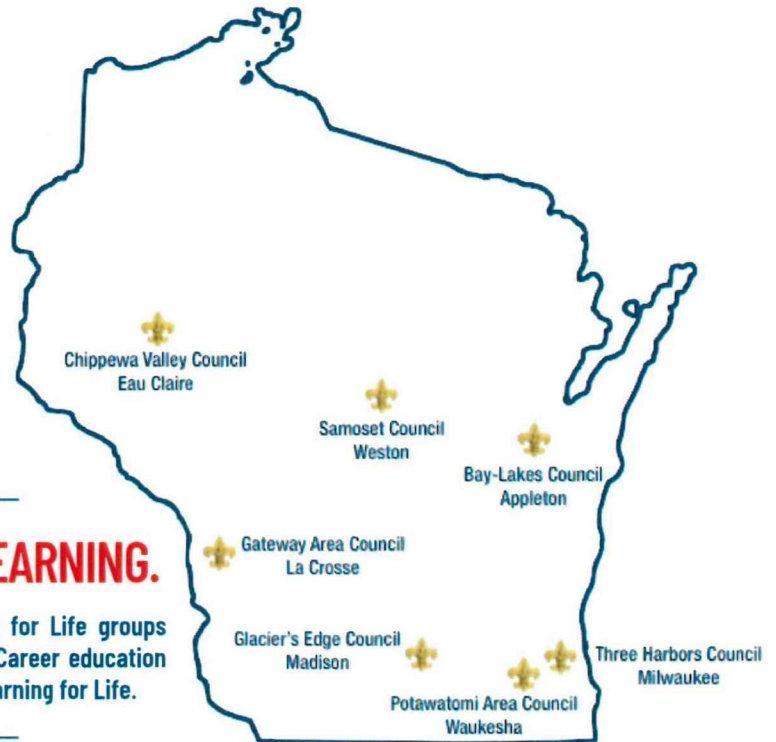 Chippewa Valley Council
Eau Claire
Samoset Council
Weston
Bay-Lakes Council
Appleton
Gateway Area Council
La Crosse
EARNING.
for Life groups
Career education
arning for Life.
Glacier's Edge Council
Madison
Three Harbors Council
Milwaukee
Potawatomi Area Council
Waukesha